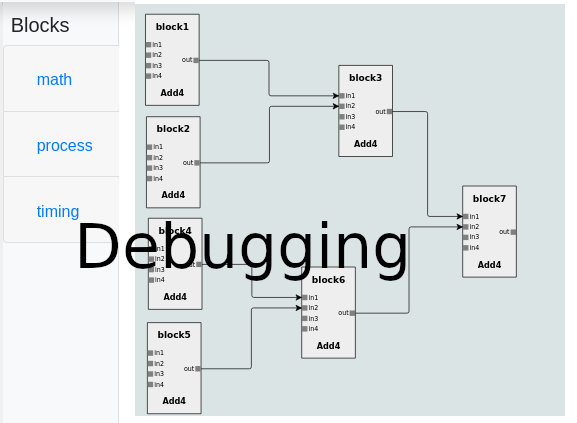 Blocks
math
process
timing
block1
in1
in2
in3
in4
out
Add4
block2
in1
in2
in3
in4
out
Add4
block3
in1
in2
in3
in4
out
Add4
block4
in1
in2
in3
in4
out
Add4
block5
in1
in2
in3
in4
out
Add4
block6
in1
in2
in3
in4
out
Add4
block7
in1
in2
in3
in4
out
Add4
Debugging